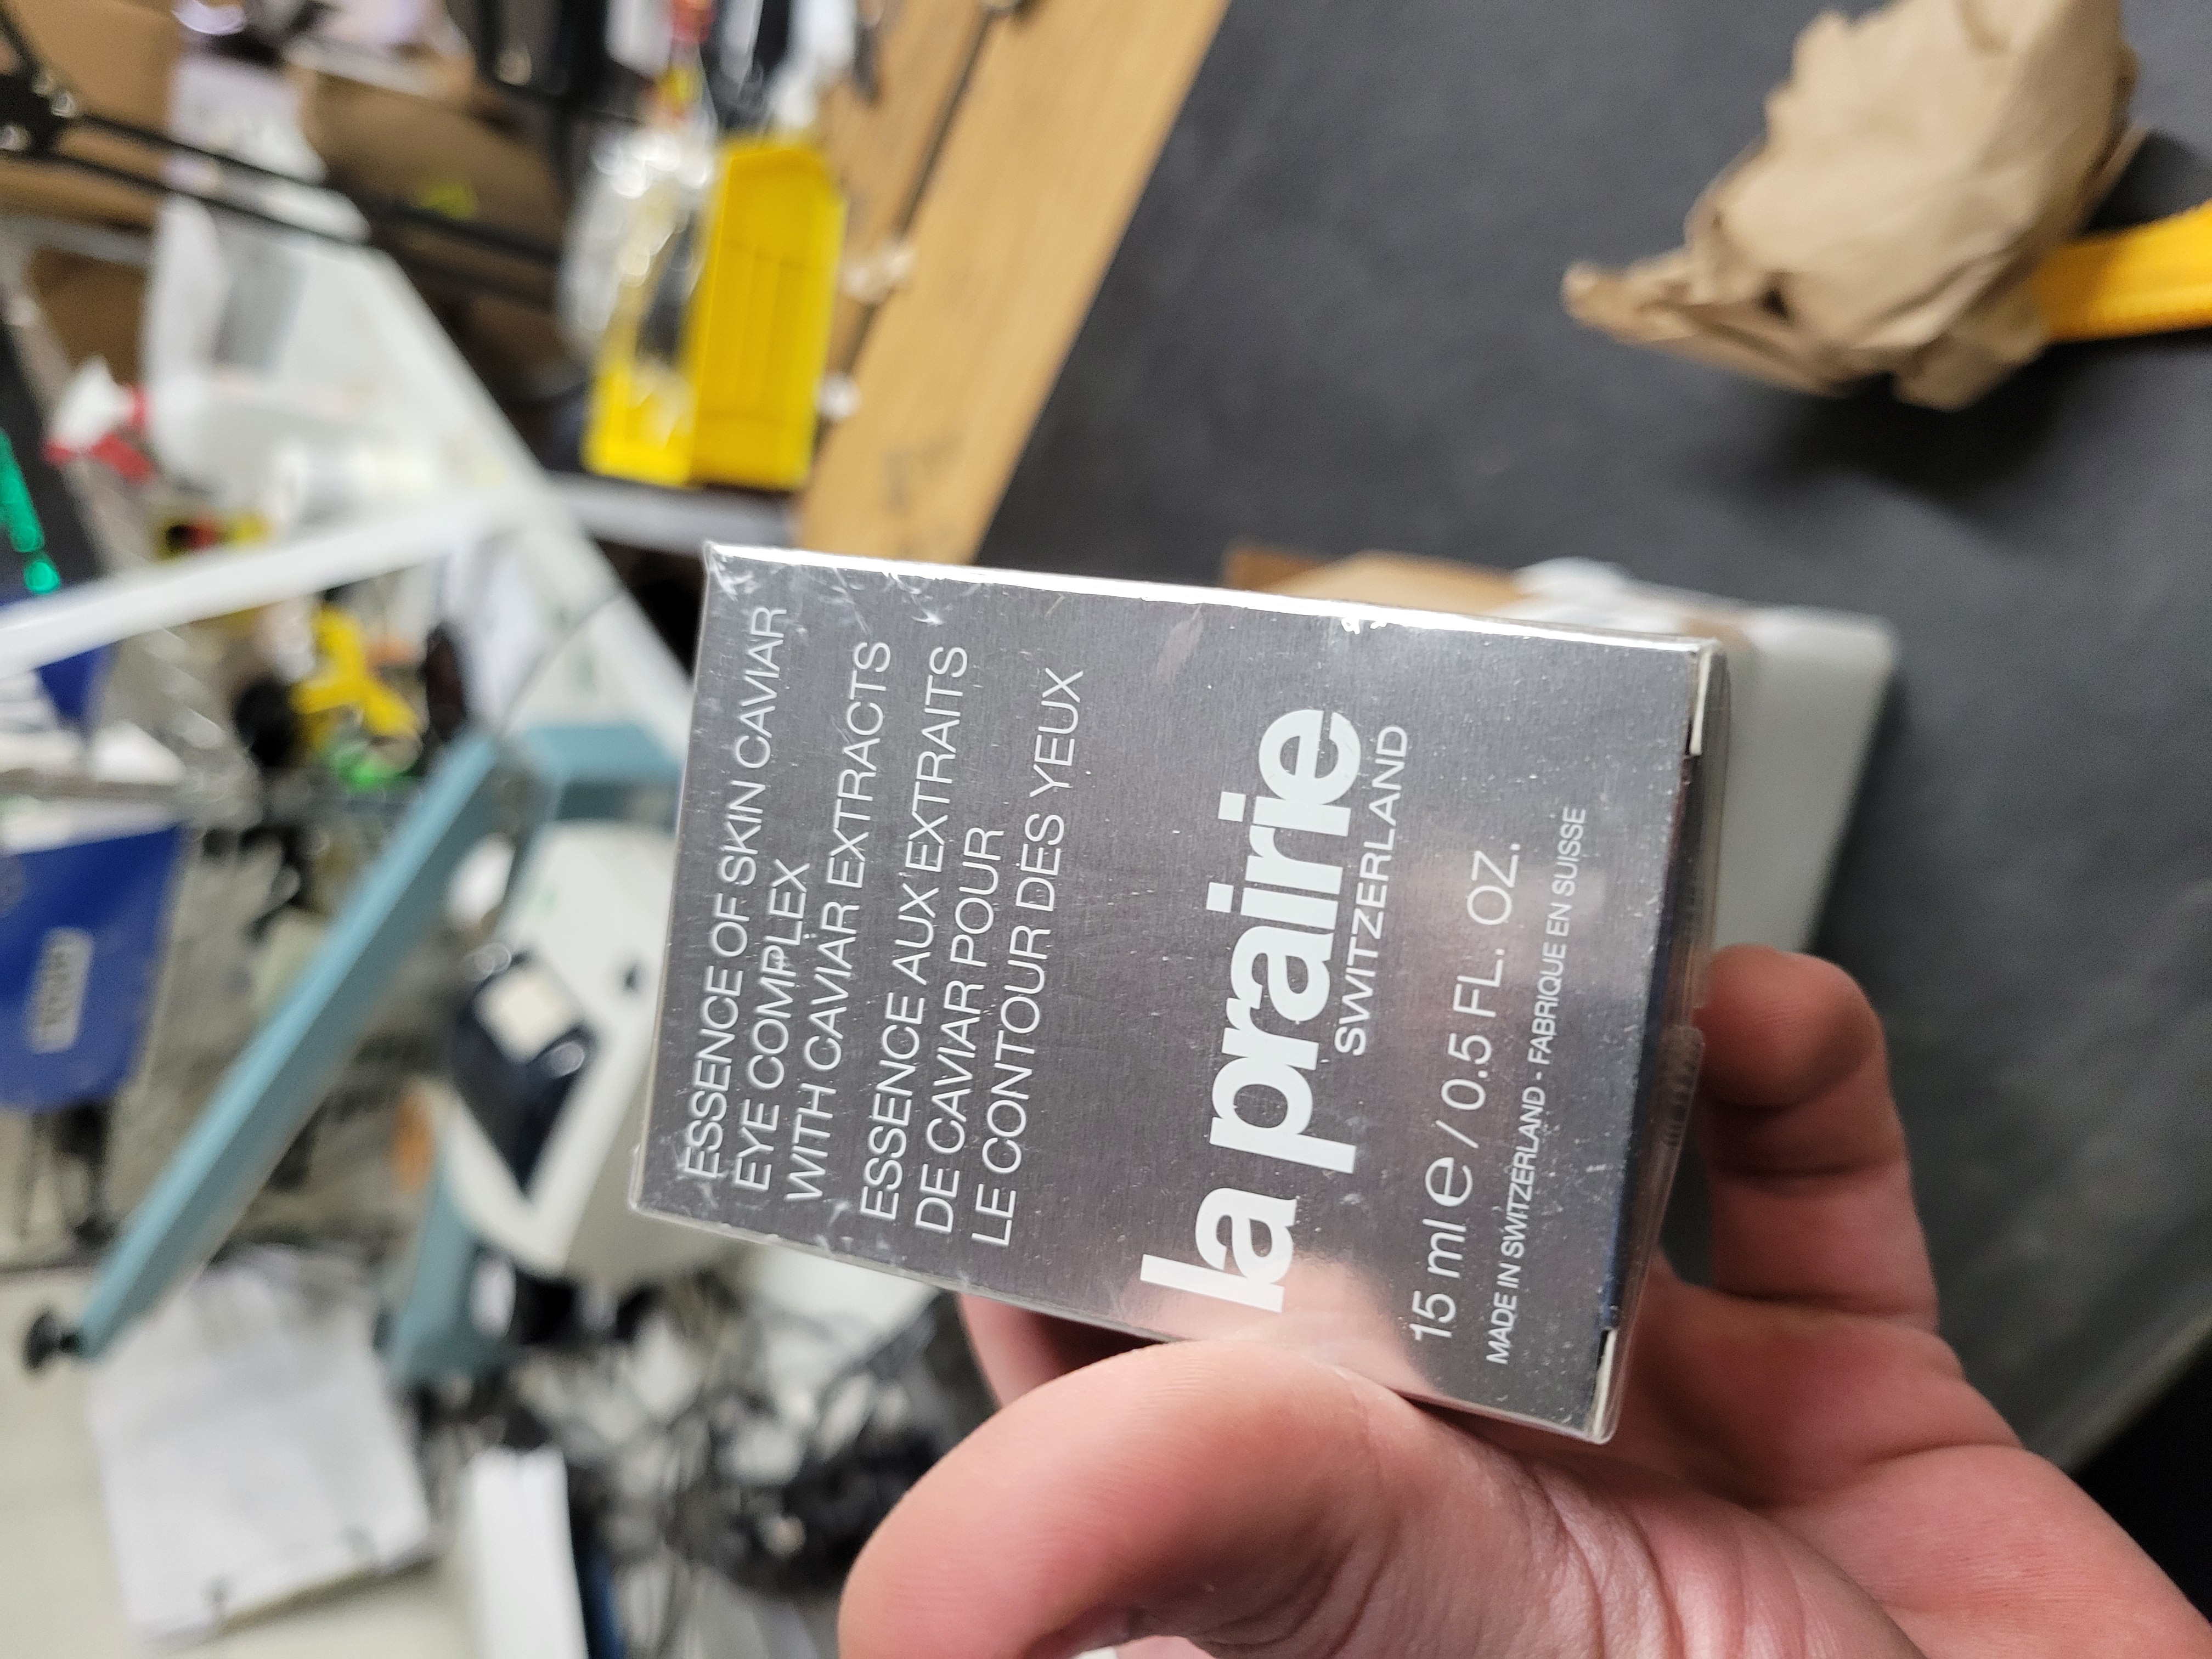 ESSENCE OF SKIN CAVIAR
EYE COMPLEX
WITH CAVIAR EXTRACTS
ESSENCE AUX EXTRAITS
DE CAVIAR POUR
LE CONTOUR DES YEUX
la prairie
SWITZERLAND
15 ml ℮ / 0.5 FL. OZ.
MADE IN SWITZERLAND - FABRIQUE EN SUISSE